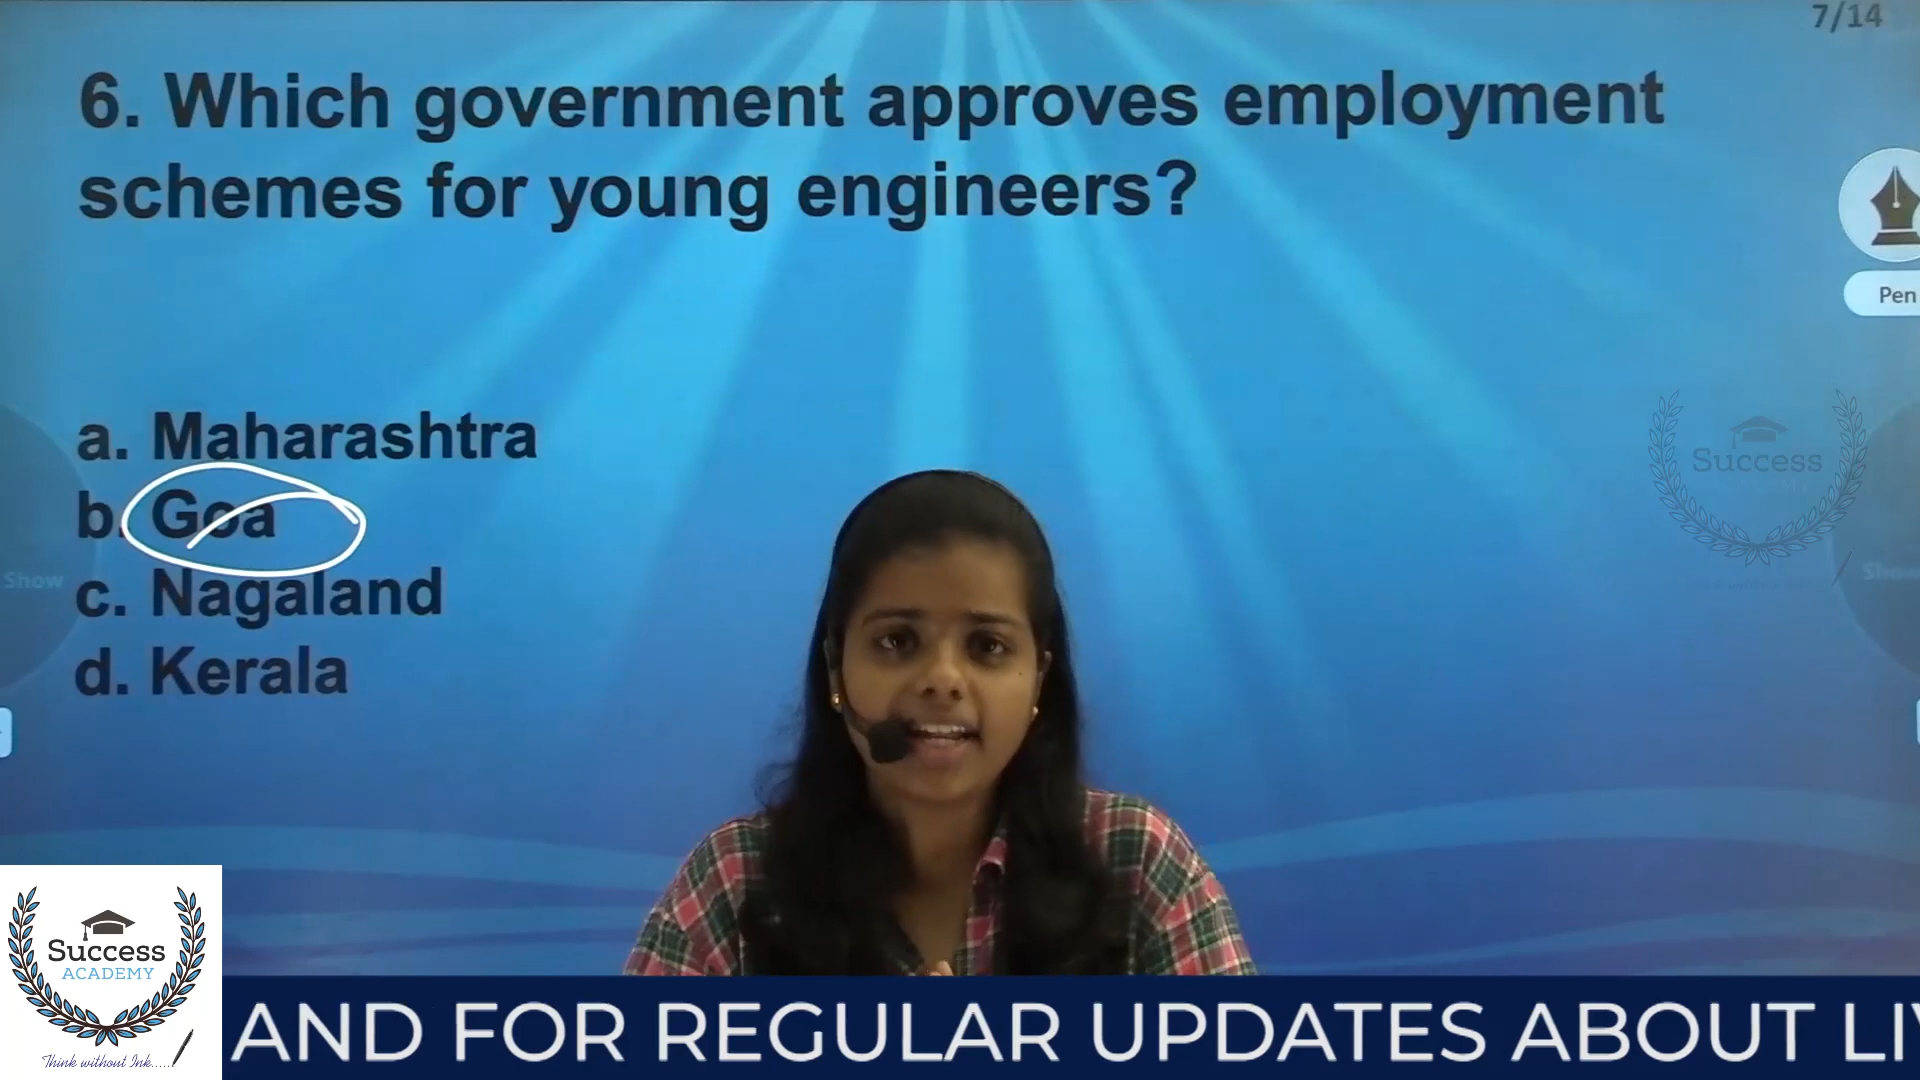 7/14
6. Which government approves employment
schemes for young engineers?
Pen
a. Maharashtra
b. Goa
c. Nagaland
d. Kerala
Success
Show
Success
ACADEMY
Think without Ink.....
AND FOR REGULAR UPDATES ABOUT LI